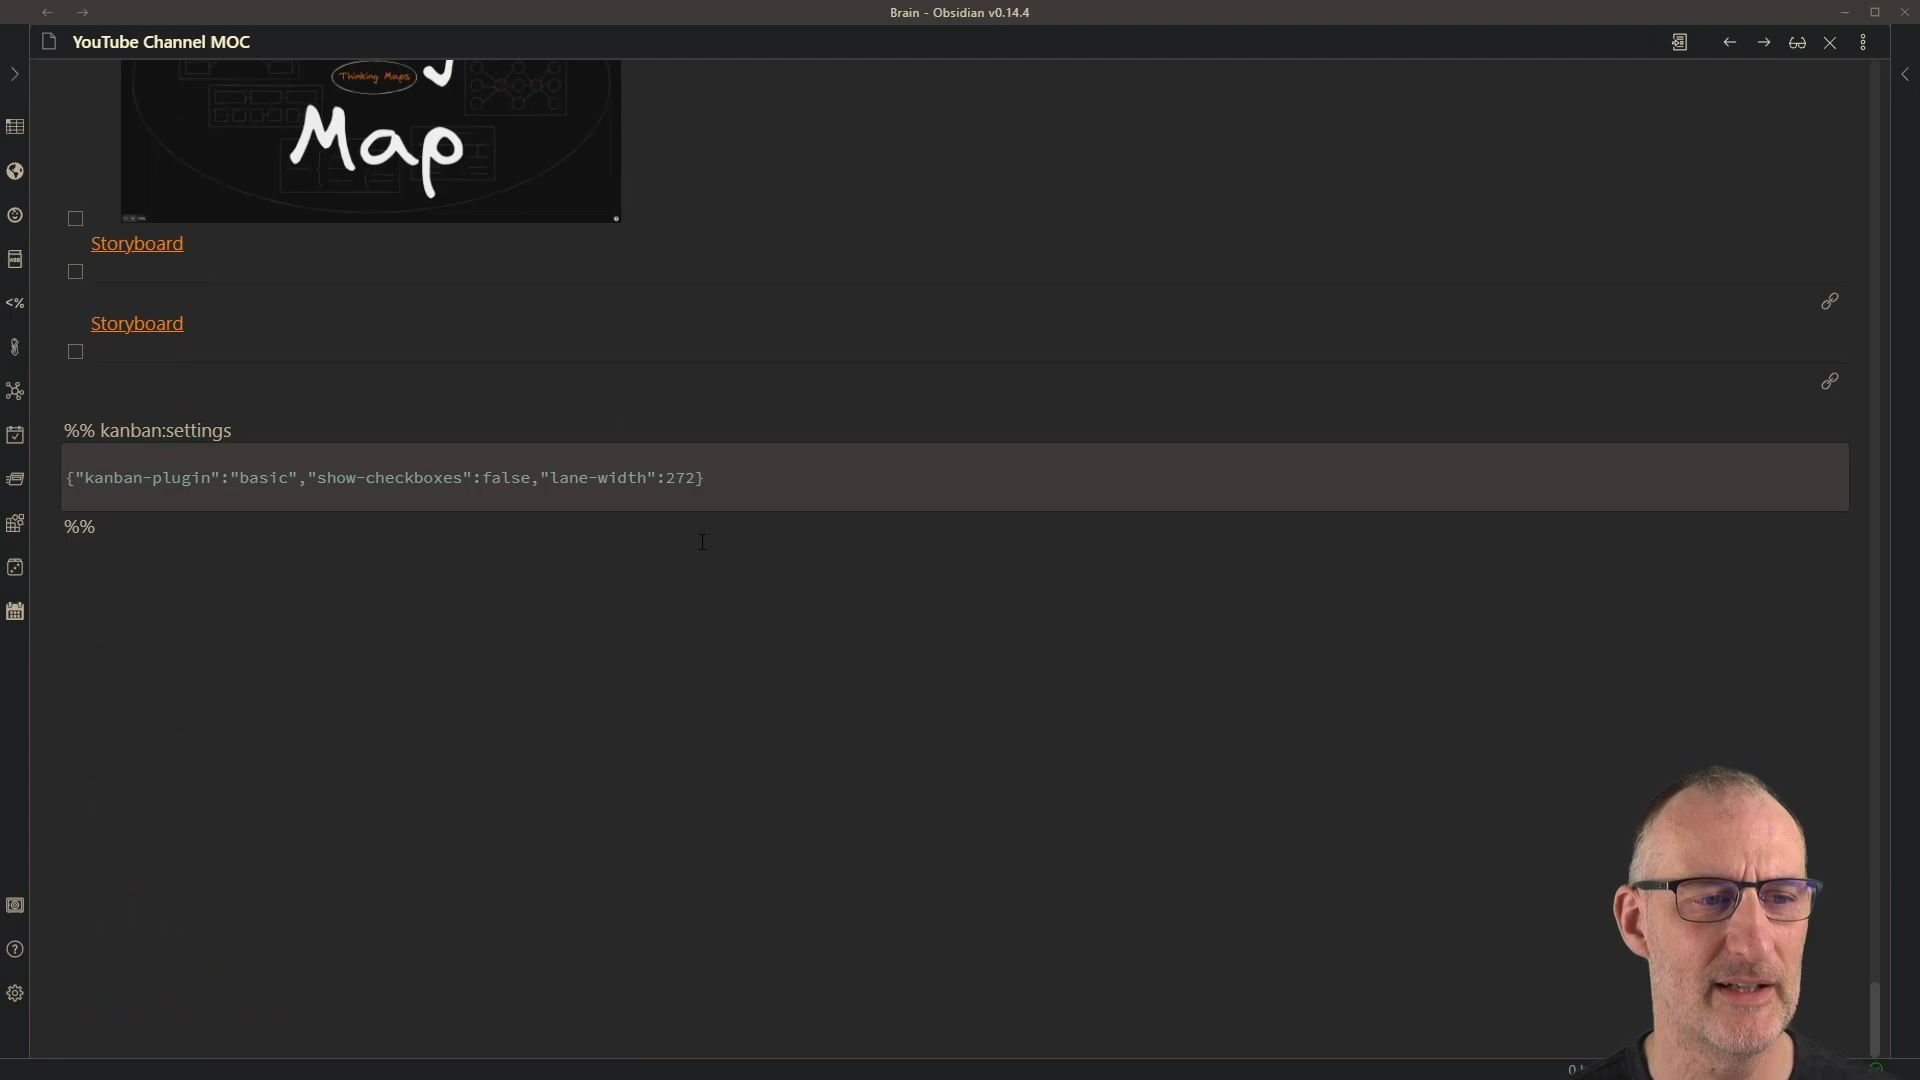 Brain - Obsidian v0.14.4
YouTube Channel MOC
Thinking Maps
Map
Storyboard
Storyboard
%% kanban:settings
{"kanban-plugin":"basic","show-checkboxes":false,"lane-width":272}
%%